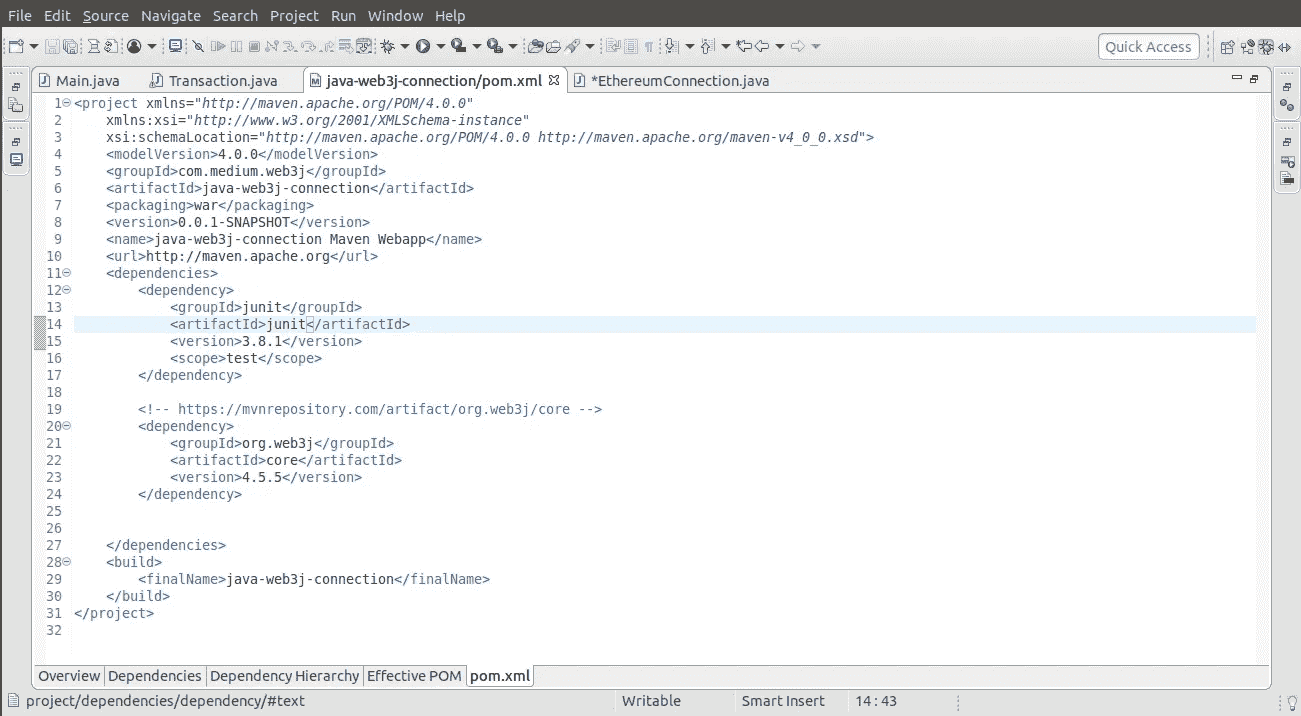 File Edit Source Navigate Search Project Run Window Help
Quick Access
Main.java Transaction.java java-web3j-connection/pom.xml *EthereumConnection.java
1 <project xmlns="http://maven.apache.org/POM/4.0.0"
2 xmlns:xsi="http://www.w3.org/2001/XMLSchema-instance"
3 xsi:schemaLocation="http://maven.apache.org/POM/4.0.0 http://maven.apache.org/maven-v4_0_0.xsd">
4 <modelVersion>4.0.0</modelVersion>
5 <groupId>com.medium.web3j</groupId>
6 <artifactId>java-web3j-connection</artifactId>
7 <packaging>war</packaging>
8 <version>0.0.1-SNAPSHOT</version>
9 <name>java-web3j-connection Maven Webapp</name>
10 <url>http://maven.apache.org</url>
11 <dependencies>
12 <dependency>
13 <groupId>junit</groupId>
14 <artifactId>junit</artifactId>
15 <version>3.8.1</version>
16 <scope>test</scope>
17 </dependency>
18
19 <!-- https://mvnrepository.com/artifact/org.web3j/core -->
20 <dependency>
21 <groupId>org.web3j</groupId>
22 <artifactId>core</artifactId>
23 <version>4.5.5</version>
24 </dependency>
25
26
27 </dependencies>
28 <build>
29 <finalName>java-web3j-connection</finalName>
30 </build>
31 </project>
32
Overview Dependencies Dependency Hierarchy Effective POM pom.xml
project/dependencies/dependency/#text Writable Smart Insert 14 : 43